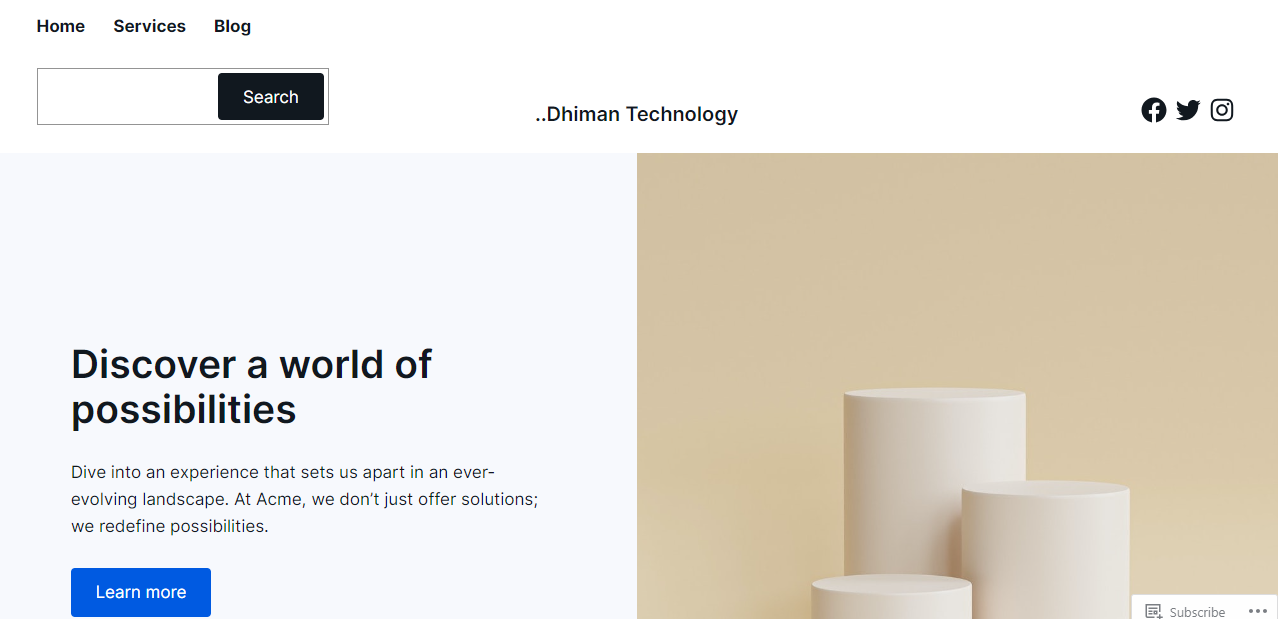 Home Services Blog
Search
..Dhiman Technology
Discover a world of
possibilities
Dive into an experience that sets us apart in an ever-
evolving landscape. At Acme, we don’t just offer solutions;
we redefine possibilities.
Learn more
Subscribe